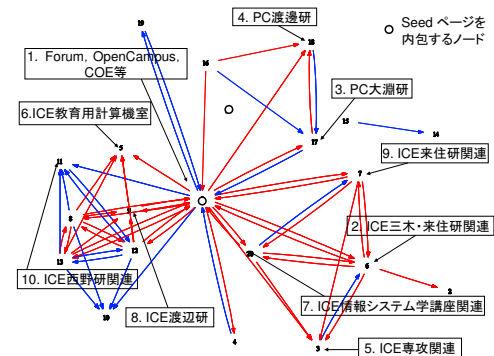 19
4. PC渡邊研
Seed ページを
内包するノード
18
1. Forum, OpenCampus,
COE等
16
3. PC大淵研
6.ICE教育用計算機室
15
14
5
17
11
9. ICE来住研関連
7
2. ICE三木・来住研関連
8
9
12
20
13
6
10. ICE西野研関連
2
7. ICE情報システム学講座関連
8. ICE渡辺研
10
4
3
5. ICE専攻関連